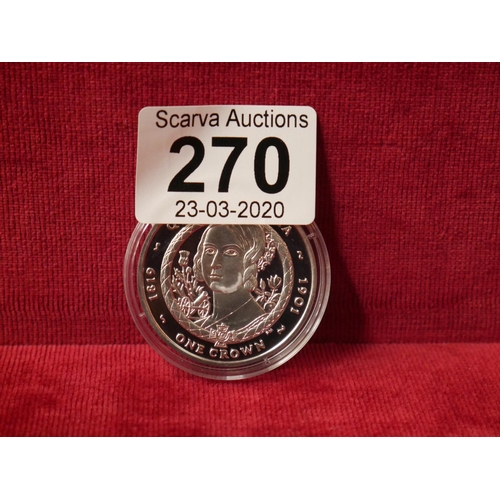 Scarva Auctions
270
23-03-2020
1819
1901
ONE CROWN